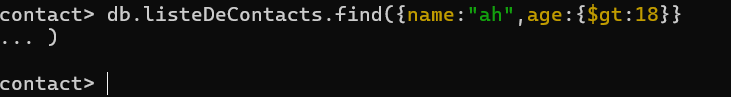 contact> db.listeDeContacts.find({name:"ah",age:{$gt:18}}
... )
contact>